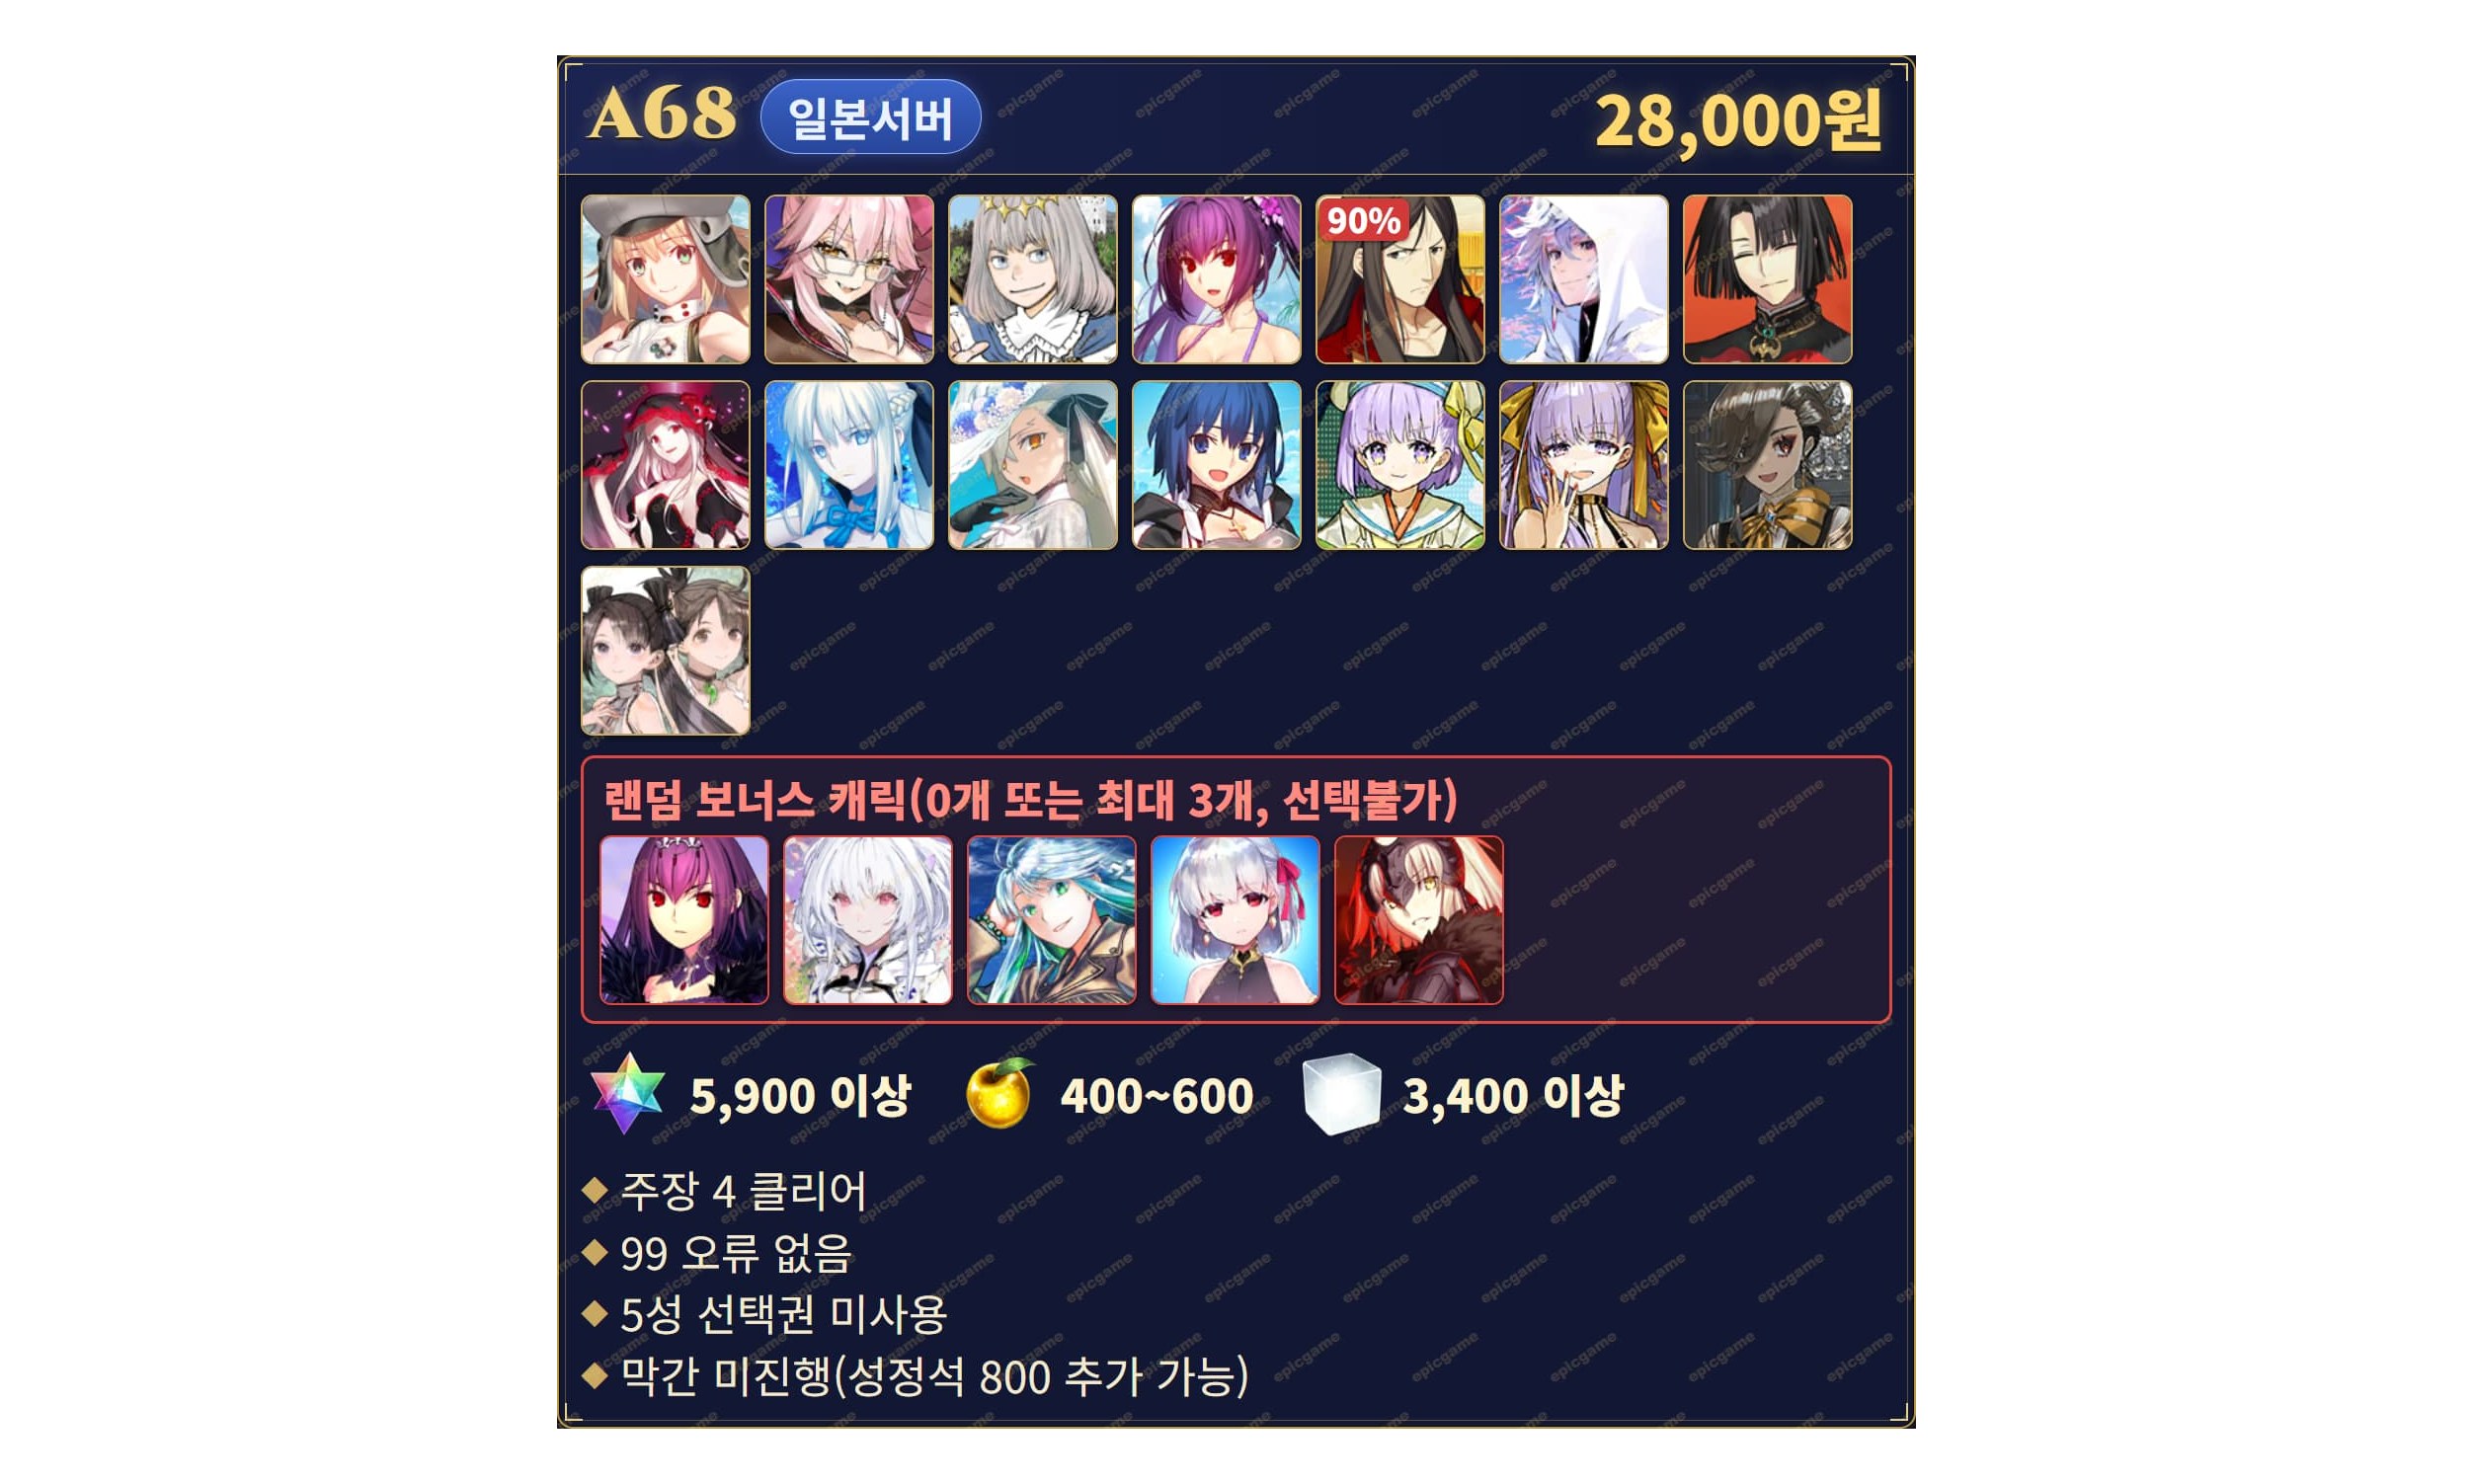 A68 일본서버 28,000원
90%
랜덤 보너스 캐릭(0개 또는 최대 3개, 선택불가)
5,900 이상 400~600 3,400 이상
주장 4 클리어
99 오류 없음
5성 선택권 미사용
막간 미진행(성정석 800 추가 가능)
epicgame